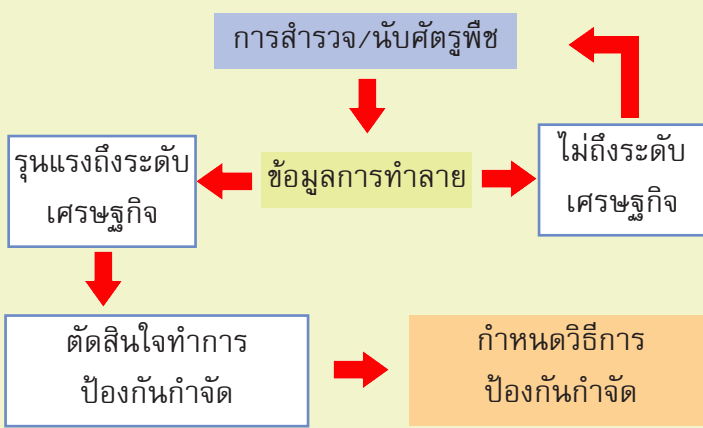 การสำรวจ/นับศัตรูพืช
รุนแรงถึงระดับ
เศรษฐกิจ
ข้อมูลการทำลาย
ไม่ถึงระดับ
เศรษฐกิจ
ตัดสินใจทำการ
ป้องกันกำจัด
กำหนดวิธีการ
ป้องกันกำจัด